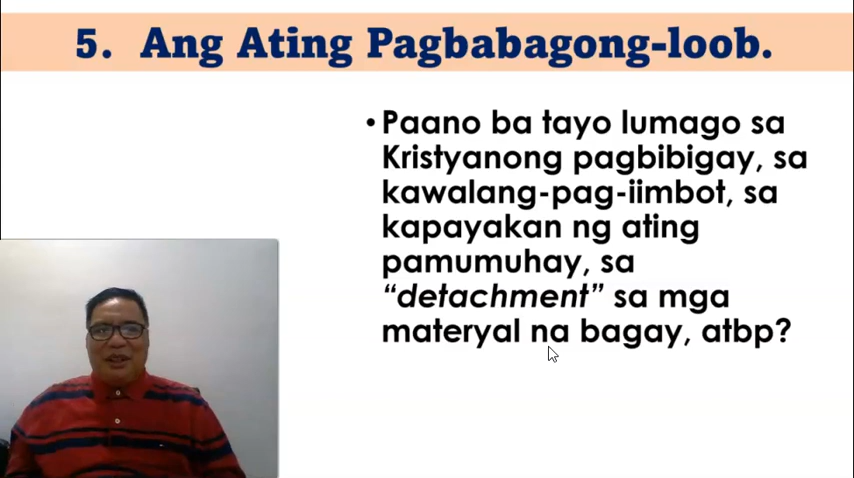 5. Ang Ating Pagbabagong-loob.
• Paano ba tayo lumago sa
Kristyanong pagbibigay, sa
kawalang-pag-iimbot, sa
kapayakan ng ating
pamumuhay, sa
“detachment” sa mga
materyal na bagay, atbp?